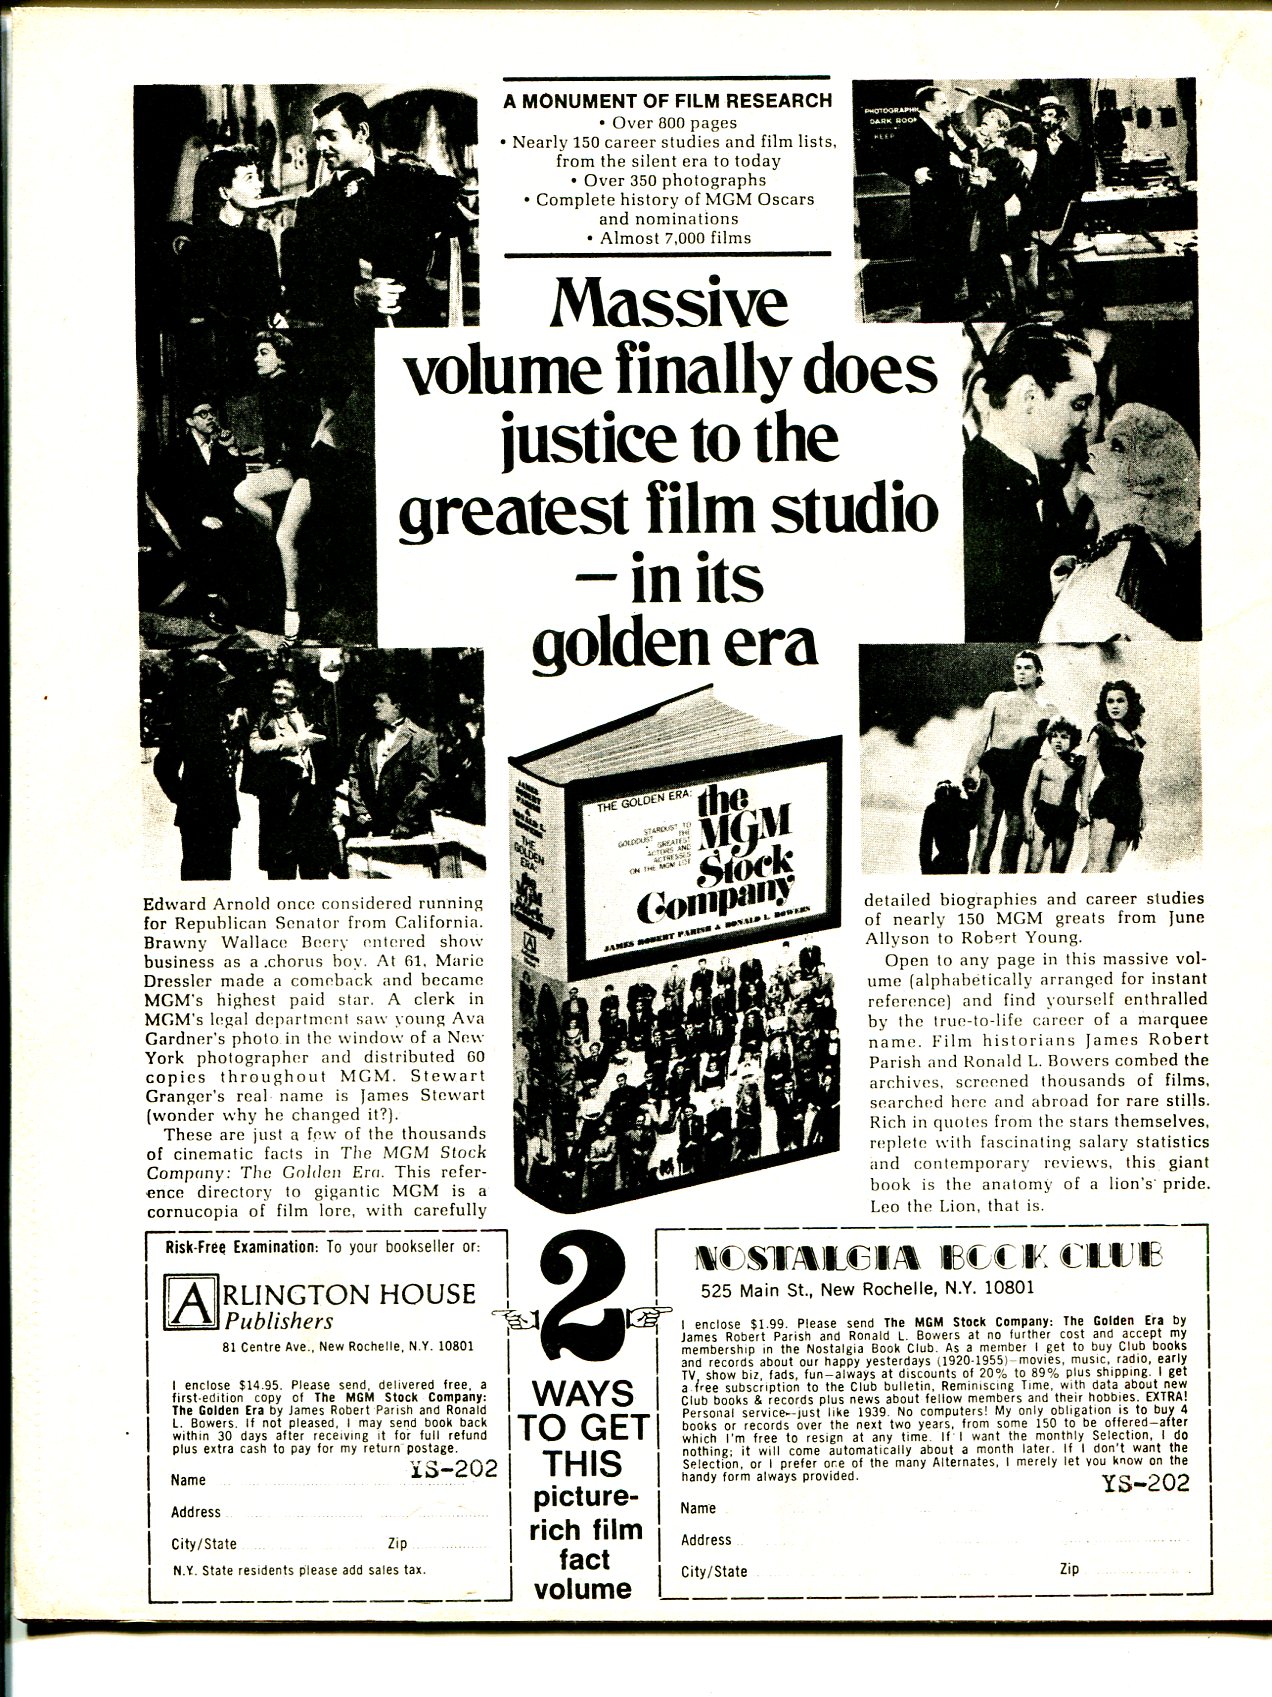 A MONUMENT OF FILM RESEARCH
• Over 800 pages
• Nearly 150 career studies and film lists,
from the silent era to today
• Over 350 photographs
• Complete history of MGM Oscars
and nominations
• Almost 7,000 films
PHOTOGRAPHIC
DARK ROOM
KEEP
Massive
volume finally does
justice to the
greatest film studio
— in its
golden era
THE GOLDEN ERA:
the
MGM
Stock
Company
STARDUST TO
GOLDDUST THE
GREATEST
ACTORS AND
ACTRESSES
ON THE MGM LIST
JAMES ROBERT PARISH & RONALD L. BOWERS
THE
GOLDEN
ERA:
the
MGM
Stock
Company
Edward Arnold once considered running
for Republican Senator from California.
Brawny Wallace Beery entered show
business as a chorus boy. At 61, Marie
Dressler made a comeback and became
MGM's highest paid star. A clerk in
MGM's legal department saw young Ava
Gardner's photo in the window of a New
York photographer and distributed 60
copies throughout MGM. Stewart
Granger's real name is James Stewart
(wonder why he changed it?).
These are just a few of the thousands
of cinematic facts in The MGM Stock
Company: The Golden Era. This refer-
ence directory to gigantic MGM is a
cornucopia of film lore, with carefully
detailed biographies and career studies
of nearly 150 MGM greats from June
Allyson to Robert Young.
Open to any page in this massive vol-
ume (alphabetically arranged for instant
reference) and find yourself enthralled
by the true-to-life career of a marquee
name. Film historians James Robert
Parish and Ronald L. Bowers combed the
archives, screened thousands of films,
searched here and abroad for rare stills.
Rich in quotes from the stars themselves,
replete with fascinating salary statistics
and contemporary reviews, this giant
book is the anatomy of a lion's pride.
Leo the Lion, that is.
Risk-Free Examination: To your bookseller or:
ARLINGTON HOUSE
Publishers
81 Centre Ave., New Rochelle, N.Y. 10801
I enclose $14.95. Please send, delivered free, a
first-edition copy of The MGM Stock Company:
The Golden Era by James Robert Parish and Ronald
L. Bowers. If not pleased, I may send book back
within 30 days after receiving it for full refund
plus extra cash to pay for my return postage.
YS-202
Name
Address
City/State Zip
N.Y. State residents please add sales tax.
2
WAYS
TO GET
THIS
picture-
rich film
fact
volume
NOSTALGIA BOOK CLUB
525 Main St., New Rochelle, N.Y. 10801
I enclose $1.99. Please send The MGM Stock Company: The Golden Era by
James Robert Parish and Ronald L. Bowers at no further cost and accept my
membership in the Nostalgia Book Club. As a member I get to buy Club books
and records about our happy yesterdays (1920-1955)—movies, music, radio, early
TV, show biz, fads, fun—always at discounts of 20% to 89% plus shipping. I get
a free subscription to the Club bulletin, Reminiscing Time, with data about new
Club books & records plus news about fellow members and their hobbies. EXTRA!
Personal service—just like 1939. No computers! My only obligation is to buy 4
books or records over the next two years, from some 150 to be offered—after
which I'm free to resign at any time. If I want the monthly Selection, I do
nothing; it will come automatically about a month later. If I don't want the
Selection, or I prefer one of the many Alternates, I merely let you know on the
handy form always provided.
YS-202
Name
Address
City/State Zip